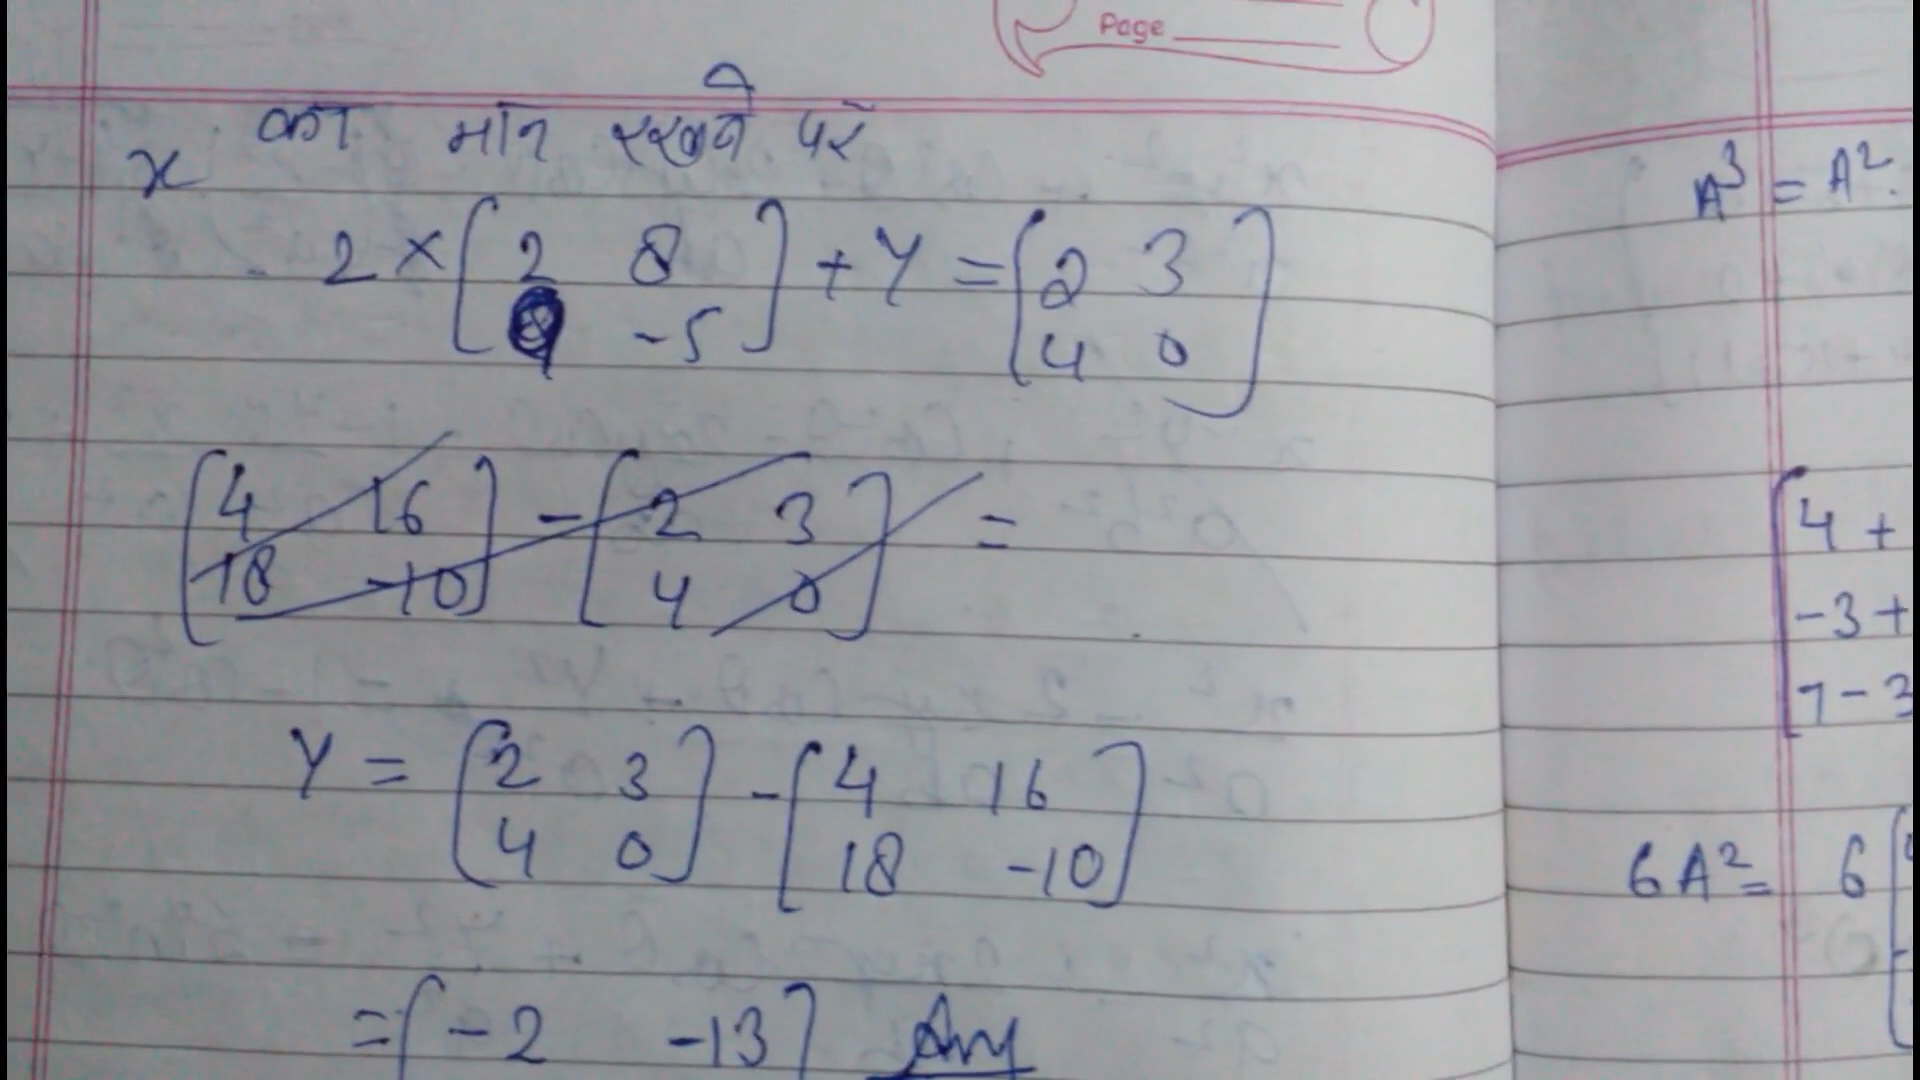 Page
x का मान रखने पर
2 × [2 8] + Y = [2 3]
[9 -5] [4 0]
[4 16] - [2 3] =
[18 -10] [4 0]
Y = [2 3] - [4 16]
[4 0] [18 -10]
= [-2 -13] Ans
A³ = A².
[4 +
-3 +
7 - 3
6A² = 6 [